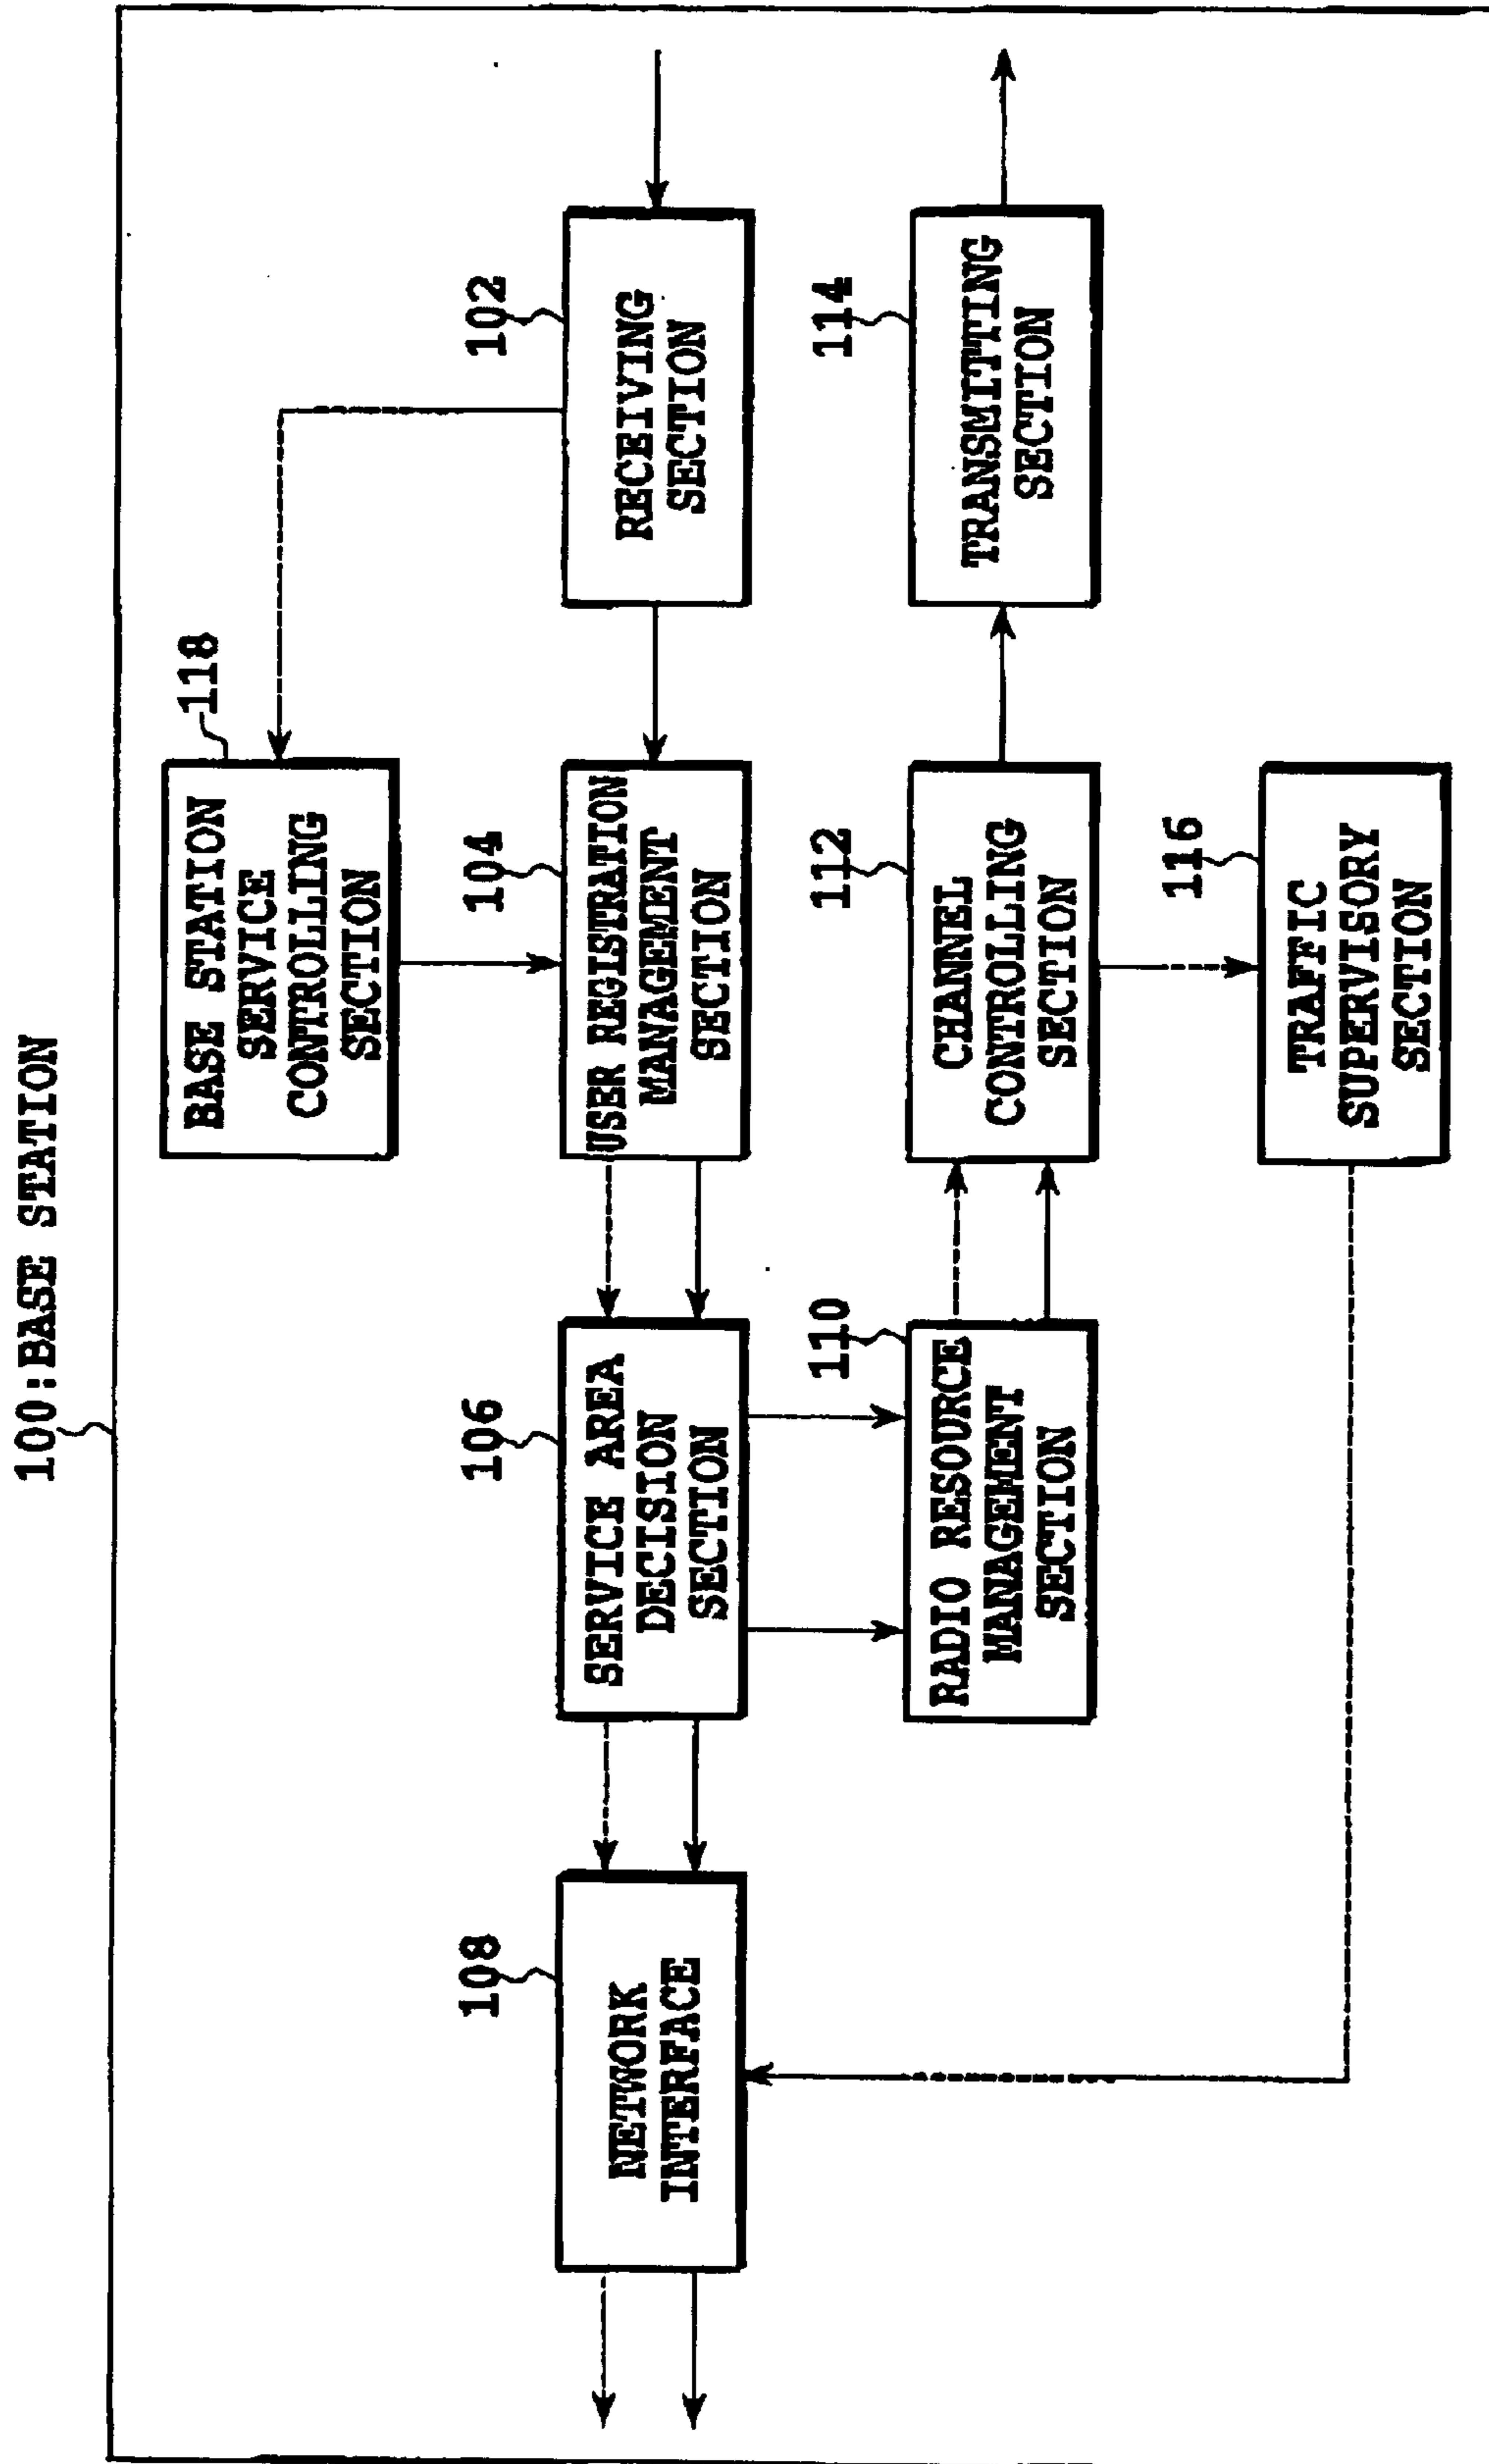 100:BASE STATION
118
BASE STATION
SERVICE
CONTROLLING
SECTION
108
NETWORK
INTERFACE
106
SERVICE AREA
DECISION
SECTION
104
USER REGISTRATION
MANAGEMENT
SECTION
102
RECEIVING
SECTION
110
RADIO RESOURCE
MANAGEMENT
SECTION
112
CHANNEL
CONTROLLING
SECTION
114
TRANSMITTING
SECTION
116
TRAFFIC
SUPERVISORY
SECTION